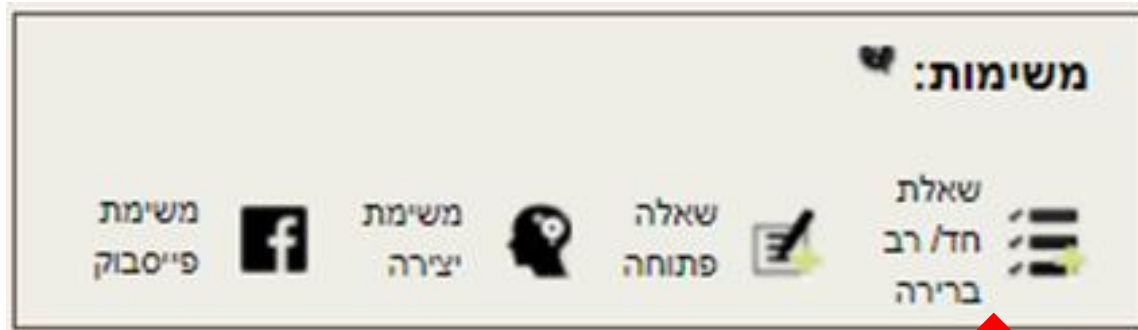 משימות:
שאלת
חד/ רב
ברירה
שאלה
פתוחה
משימת
יצירה
משימת
פייסבוק